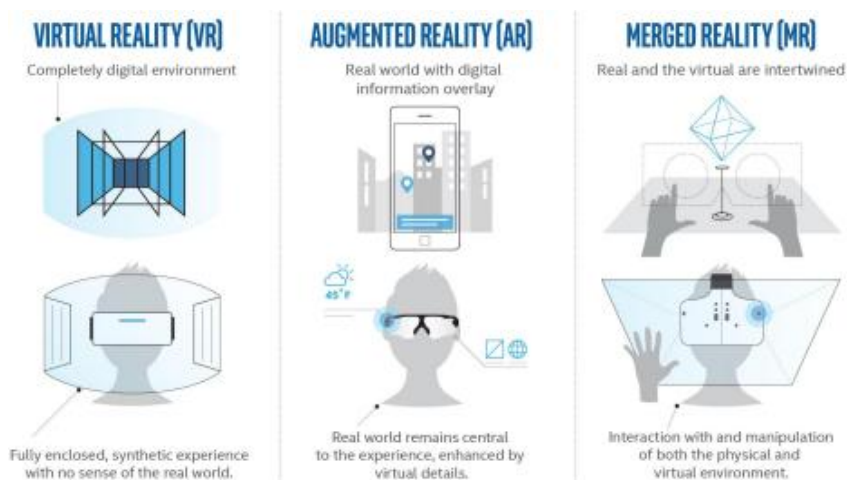 VIRTUAL REALITY (VR)
Completely digital environment
Fully enclosed, synthetic experience
with no sense of the real world.
AUGMENTED REALITY (AR)
Real world with digital
information overlay
45°F
Real world remains central
to the experience, enhanced by
virtual details.
MERGED REALITY (MR)
Real and the virtual are intertwined
Interaction with and manipulation
of both the physical and
virtual environment.